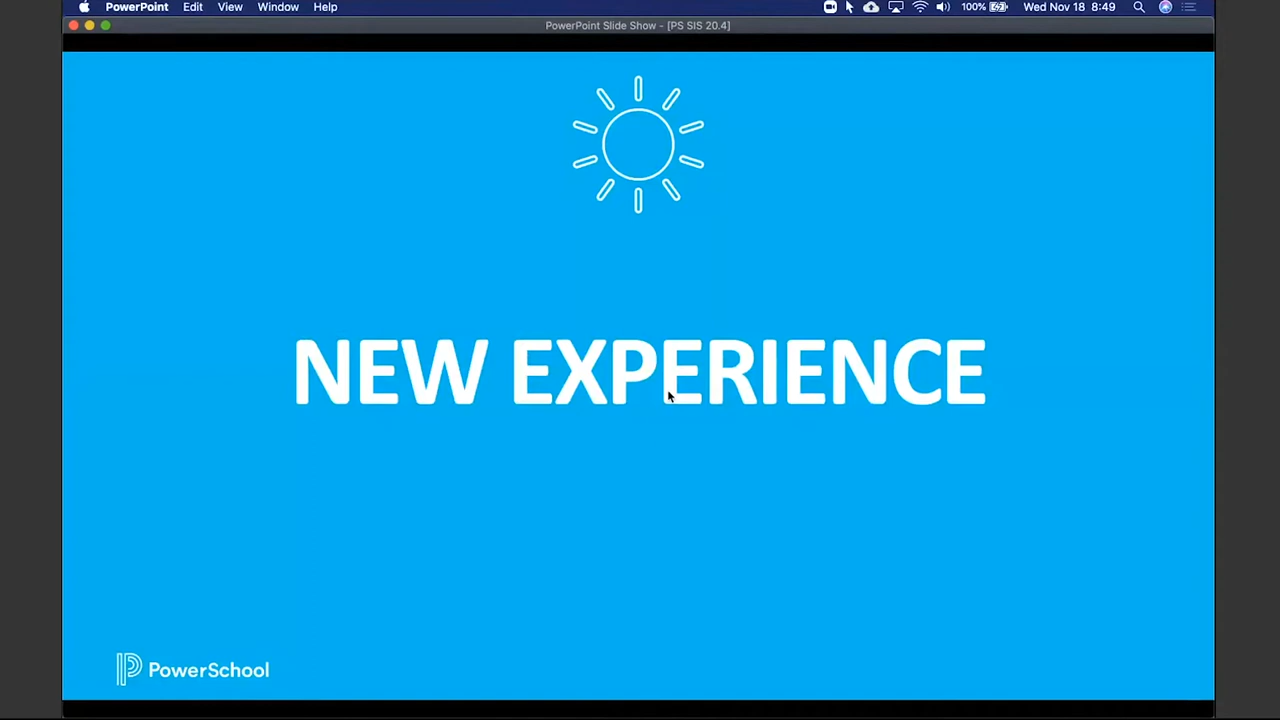 PowerPoint Edit View Window Help 100% Wed Nov 18 8:49
PowerPoint Slide Show - [PS SIS 20.4]
NEW EXPERIENCE
PowerSchool